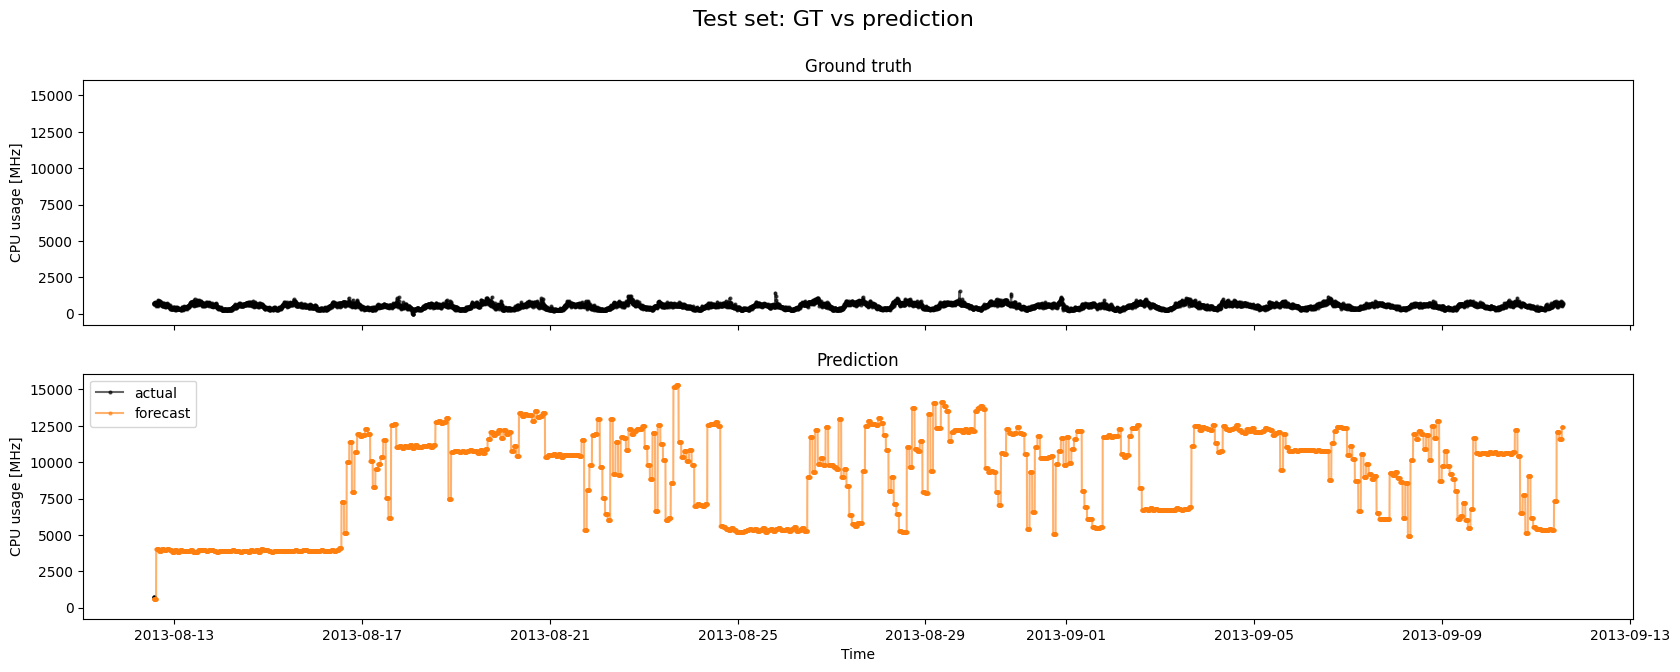 Test set: GT vs prediction
Ground truth
15000
12500
10000
7500
5000
2500
0
CPU usage [MHz]
Prediction
actual
forecast
15000
12500
10000
7500
5000
2500
0
CPU usage [MHz]
2013-08-13 2013-08-17 2013-08-21 2013-08-25 2013-08-29 2013-09-01 2013-09-05 2013-09-09 2013-09-13
Time